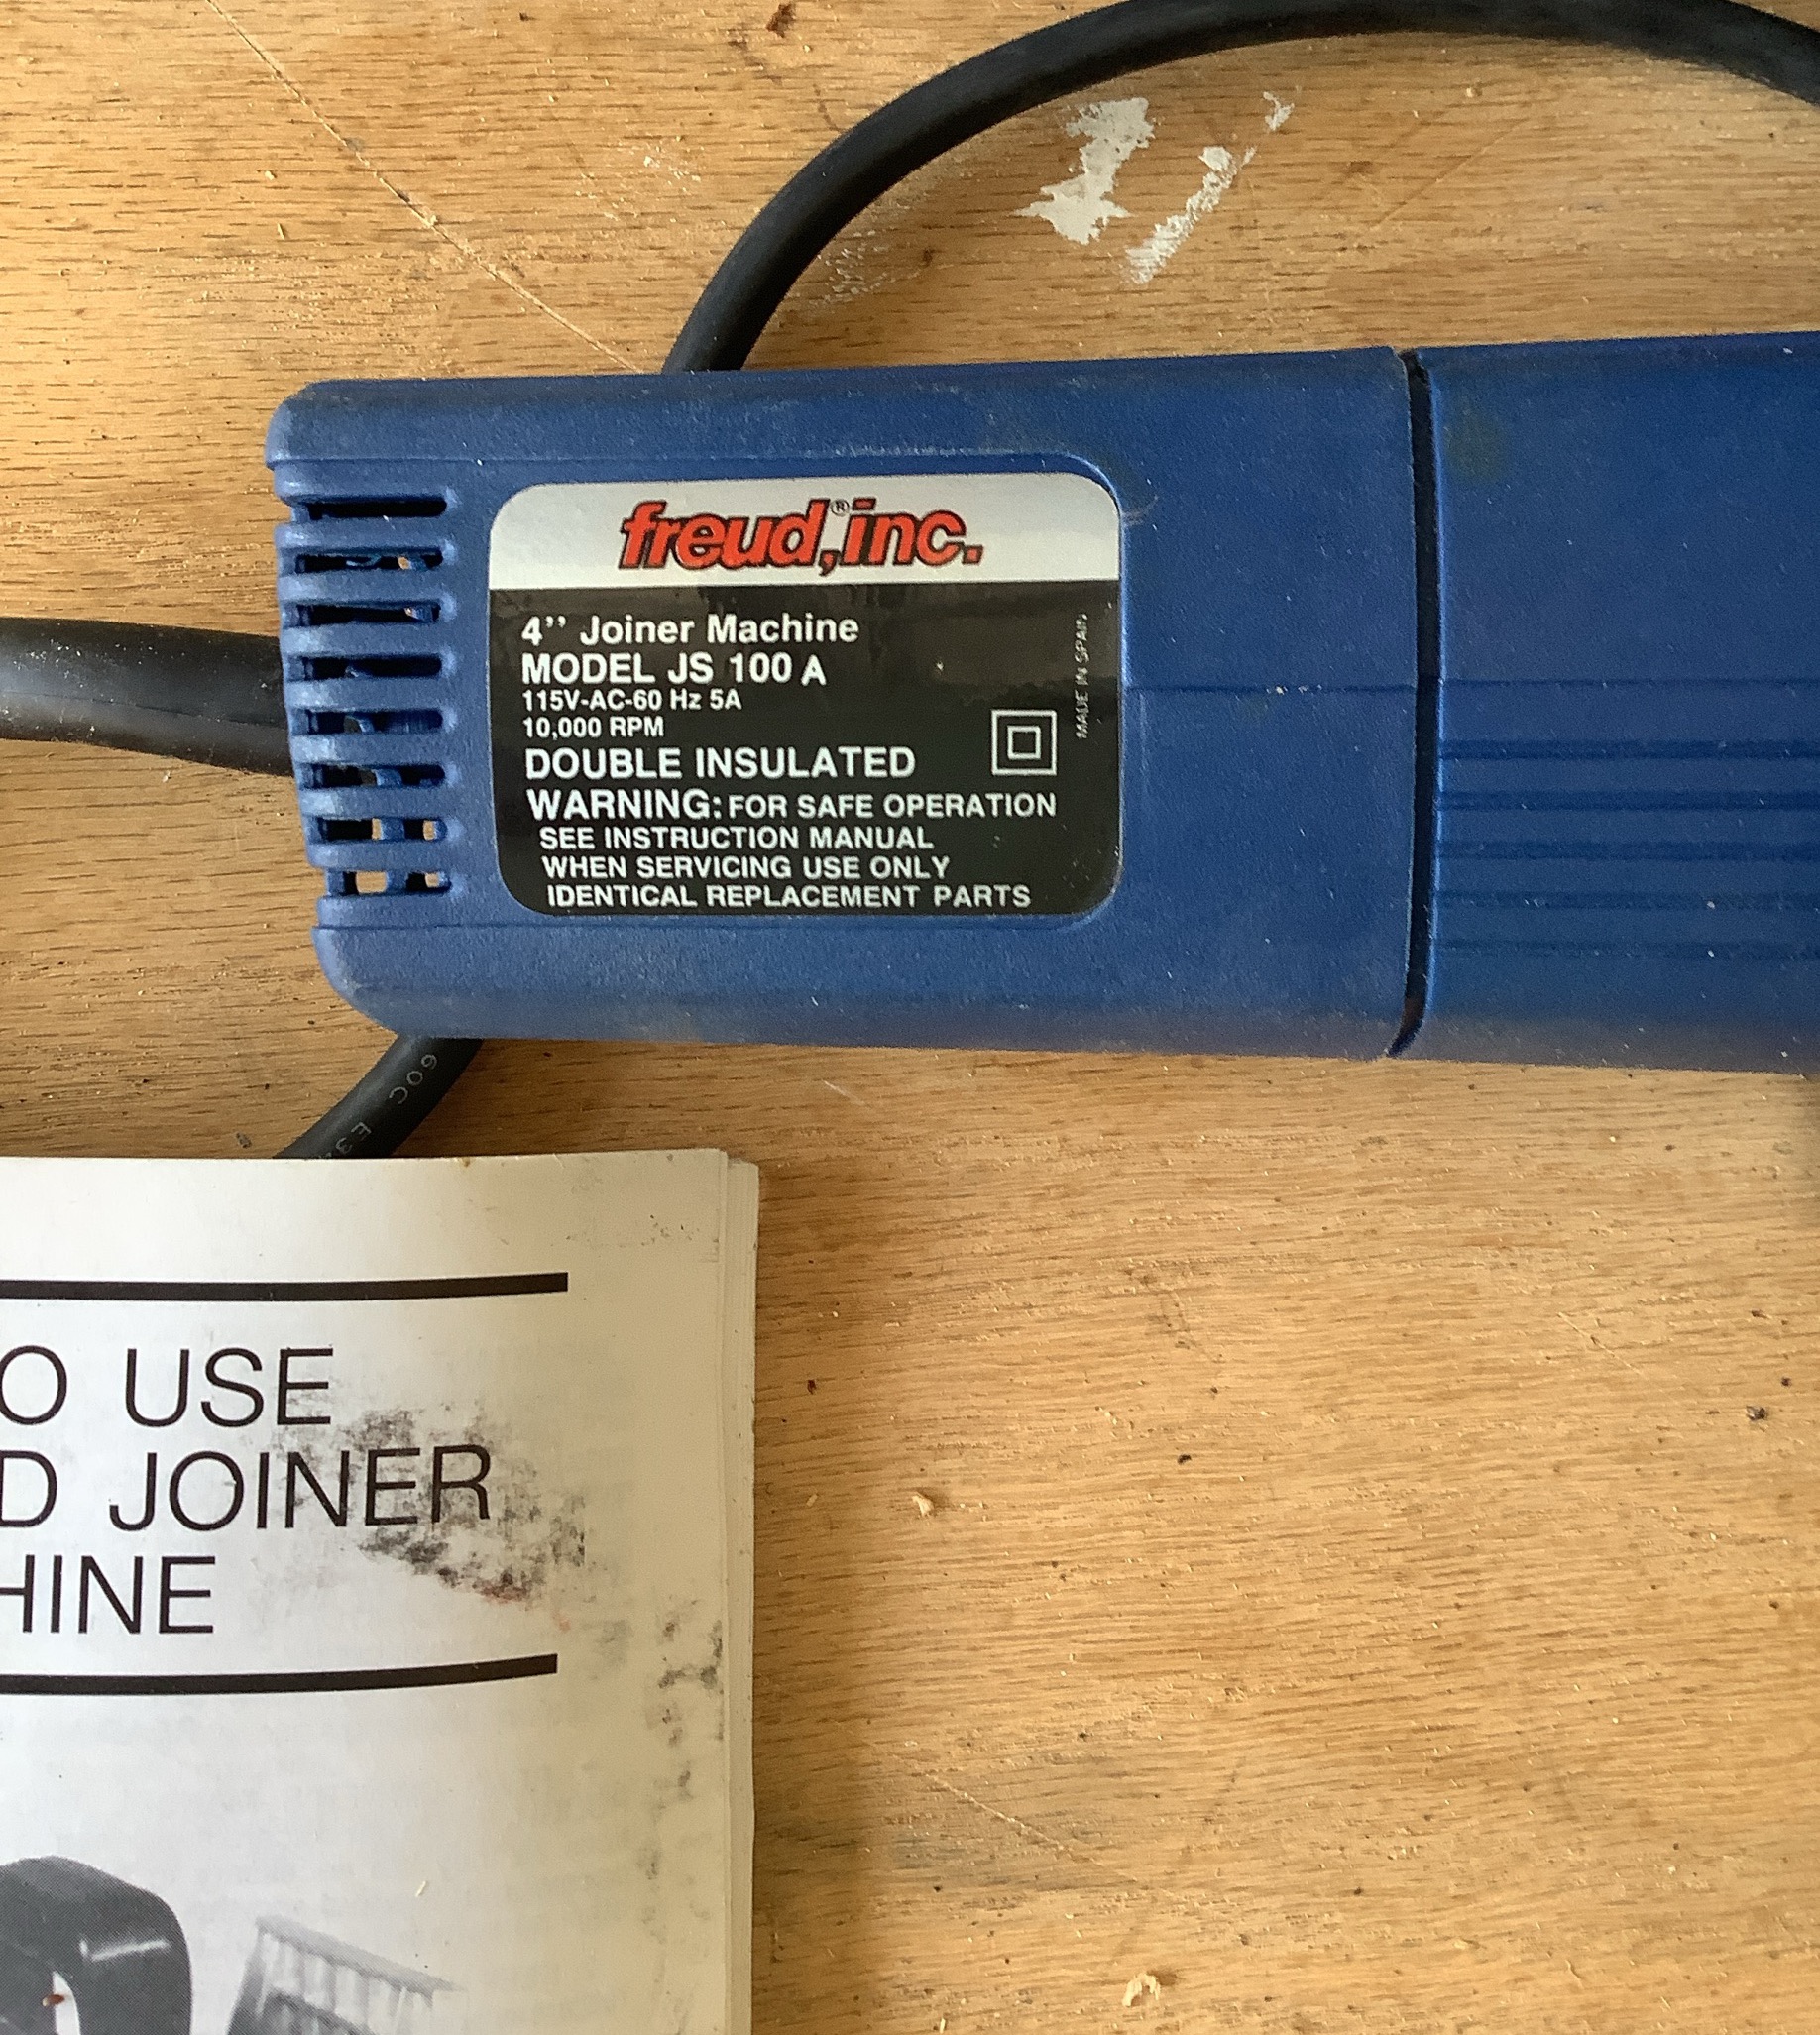 freud,® inc.
4’’ Joiner Machine
MODEL JS 100 A
115V-AC-60 Hz 5A
10,000 RPM
DOUBLE INSULATED
WARNING: FOR SAFE OPERATION
SEE INSTRUCTION MANUAL
WHEN SERVICING USE ONLY
IDENTICAL REPLACEMENT PARTS
MADE IN SPAIN
60C E3
O USE
D JOINER
HINE